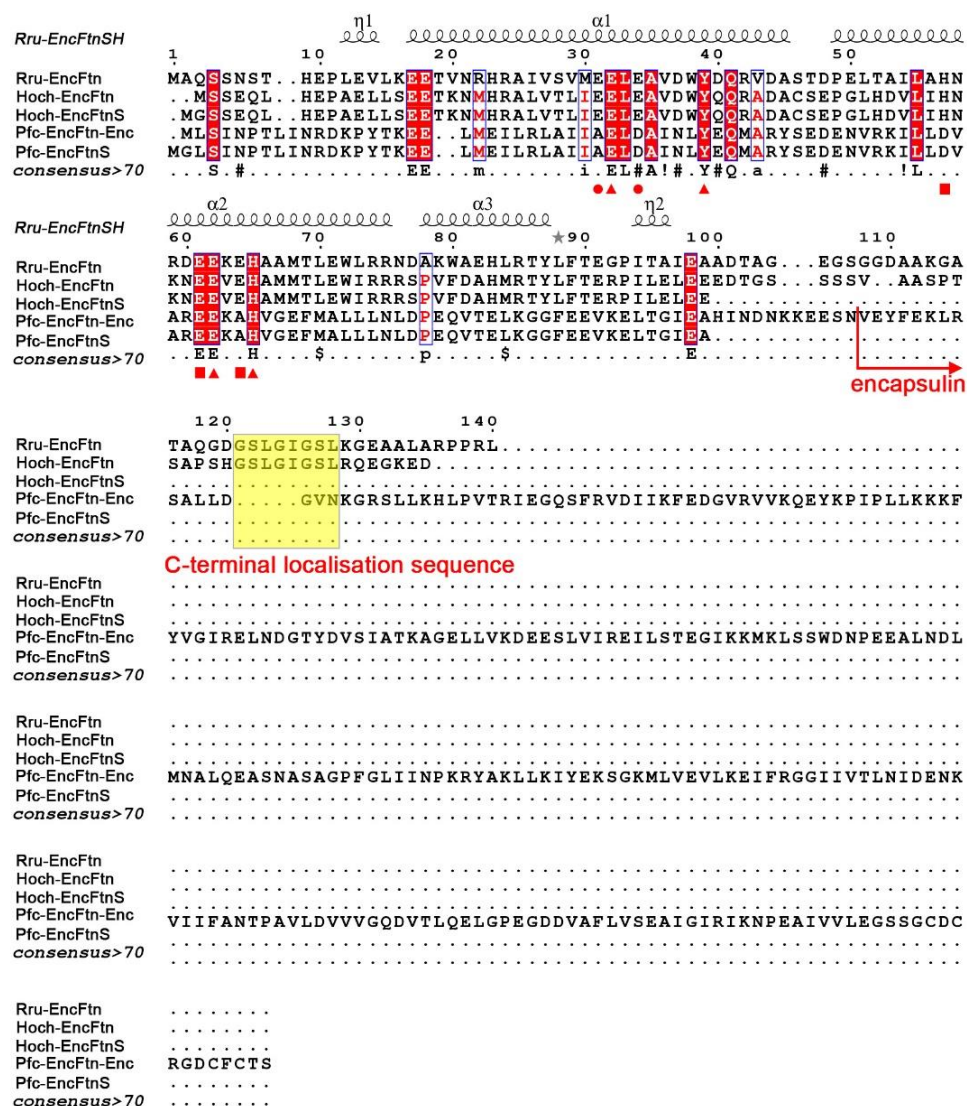 Rru-EncFtnSH η1 α1
1 10 20 30 40 50
Rru-EncFtn MAQSSNST..HEPLEVLKEETVNRHRAIVSVMEELEAVDWYDQRVDASTDPELTAILAHN
Hoch-EncFtn ..MSSEQL..HEPAELLSEETKNMHRALVTLIEELEAVDWYQQRADACSEPGLHDVLIHN
Hoch-EncFtnS MGSSEQL..HEPAELLSEETKNMHRALVTLIEELEAVDWYQQRADACSEPGLHDVLIHN
Pfc-EncFtn-Enc .MLSINPTLINRDKPYTKEE..LMEILRLAIIAELDAINLYEQMARYSEDENVRKILLDV
Pfc-EncFtnS MGLSINPTLINRDKPYTKEE..LMEILRLAIIAELDAINLYEQMARYSEDENVRKILLDV
consensus>70 ...S.#............EE...m.......i.EL#A!#.Y#Q.a....#.....!L...
Rru-EncFtnSH α2 α3 η2
60 70 80 90 100 110
Rru-EncFtn RDEEKEHAAMTLEWLRRNDAKWAEHLRTYLFTEGPITAIEAADTAG...EGSGGDAAKGA
Hoch-EncFtn KNEEVEHAAMTLEWIRRRSPVFDAHMRTYLFTERPILELEEEDTGS...SSSV..AASPT
Hoch-EncFtnS KNEEVEHAAMTLEWIRRRSPVFDAHMRTYLFTERPILELEE...................
Pfc-EncFtn-Enc AREEKAHVGEFMALLLNLDPEQVTELKGGFEEVKELTGIEAHINDNKKEESNVEYFEKLR
Pfc-EncFtnS AREEKAHVGEFMALLLNLDPEQVTELKGGFEEVKELTGIEA...................
consensus>70 ..EE..H....$.......p.....$.............E....................
encapsulin
120 130 140
Rru-EncFtn TAQGDGSLGIGSLKGEAALARPPRL...................................
Hoch-EncFtn SAPSHGSLGIGSLRQEGKED........................................
Hoch-EncFtnS ............................................................
Pfc-EncFtn-Enc SALLD.....GVNKGRSLLKHLPVTRIEGQSFRVDIIKFEDGVRVVKQEYKPIPLLKKKF
Pfc-EncFtnS ............................................................
consensus>70 ............................................................
C-terminal localisation sequence
Rru-EncFtn ............................................................
Hoch-EncFtn ............................................................
Hoch-EncFtnS ............................................................
Pfc-EncFtn-Enc YVGIRELNDGTYDVSIATKAGELLVKDEESLVIREILSTEGIKKMKLSSWDNPEEALNDL
Pfc-EncFtnS ............................................................
consensus>70 ............................................................
Rru-EncFtn ............................................................
Hoch-EncFtn ............................................................
Hoch-EncFtnS ............................................................
Pfc-EncFtn-Enc MNALQEASNASAGPFGLIINPKRYAKLLKIYEKSGKMLVEVLKEIFRGGIIVTLNIDENK
Pfc-EncFtnS ............................................................
consensus>70 ............................................................
Rru-EncFtn ............................................................
Hoch-EncFtn ............................................................
Hoch-EncFtnS ............................................................
Pfc-EncFtn-Enc VIIFANTPAVLDVVVGQDVTLQELGPEGDDVAFLVSEAIGIRIKNPEAIVVLEGSSGCDC
Pfc-EncFtnS ............................................................
consensus>70 ............................................................
Rru-EncFtn ........
Hoch-EncFtn ........
Hoch-EncFtnS ........
Pfc-EncFtn-Enc RGDCFCTS
Pfc-EncFtnS ........
consensus>70 ........